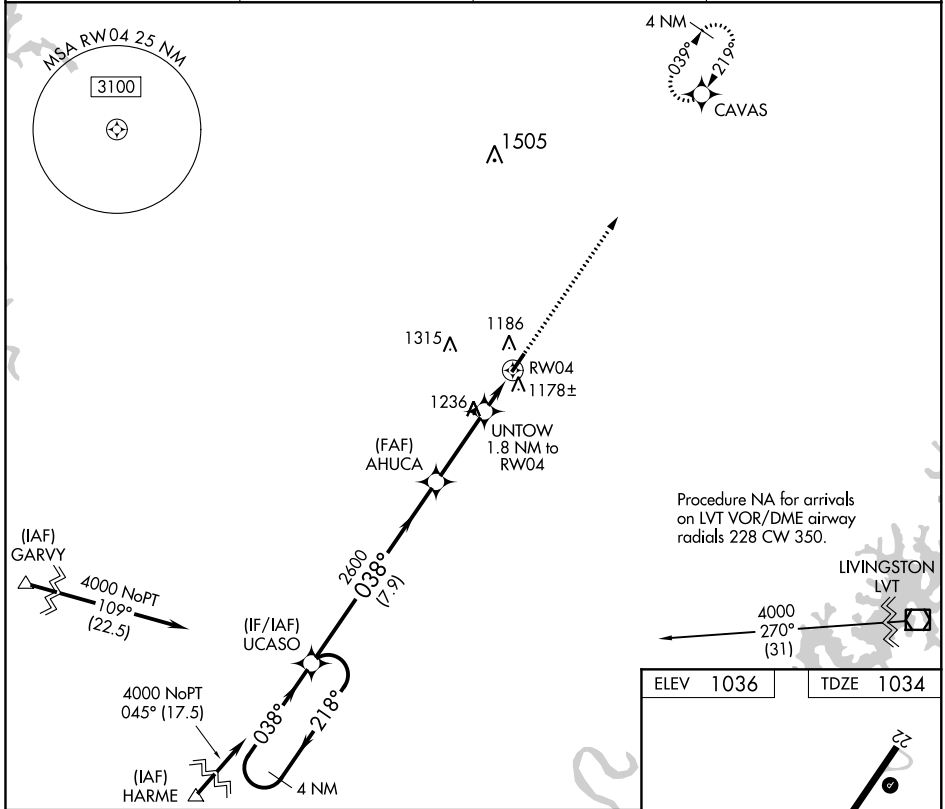 4 NM
039°
219°
CAVAS
MSA RW04 25 NM
3100
1505
1315
1186
RW04
1178±
1236
UNTOW
1.8 NM to
RW04
(FAF)
AHUCA
Procedure NA for arrivals
on LVT VOR/DME airway
radials 228 CW 350.
(IAF)
GARVY
4000 NoPT
109°
(22.5)
2600
038°
(7.9)
LIVINGSTON
LVT
4000
270°
(31)
(IF/IAF)
UCASO
4000 NoPT
045° (17.5)
038°
218°
4 NM
(IAF)
HARME
ELEV 1036
TDZE 1034
22
P